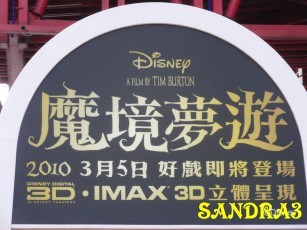 Disney
A FILM BY TIM BURTON
魔境夢遊
2010 3月5日 好戲即將登場
DISNEY DIGITAL
3D · IMAX 3D 立體呈現
SANDRA3